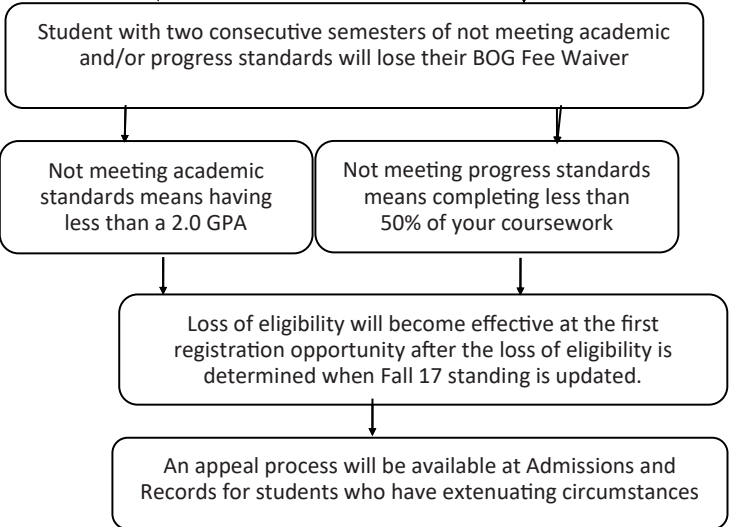 Student with two consecutive semesters of not meeting academic
and/or progress standards will lose their BOG Fee Waiver
Not meeting academic
standards means having
less than a 2.0 GPA
Not meeting progress standards
means completing less than
50% of your coursework
Loss of eligibility will become effective at the first
registration opportunity after the loss of eligibility is
determined when Fall 17 standing is updated.
An appeal process will be available at Admissions and
Records for students who have extenuating circumstances